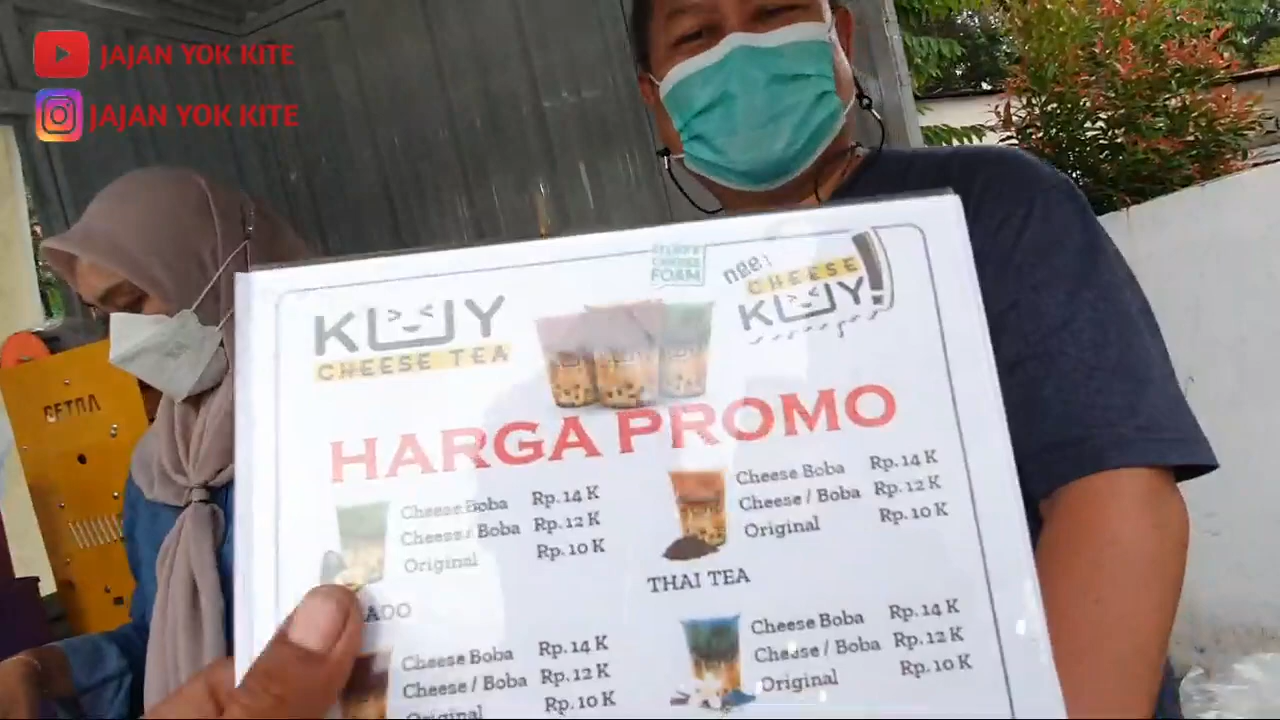 JAJAN YOK KITE
JAJAN YOK KITE
CETRA
KUY
CHEESE TEA
CHEESE
FOAM
CHEESE
KUY!
HARGA PROMO
Cheese Boba Rp. 14 K
Cheese / Boba Rp. 12 K
Original Rp. 10 K
ADO
Cheese Boba Rp. 14 K
Cheese / Boba Rp. 12 K
Original Rp. 10 K
THAI TEA
Cheese Boba Rp. 14 K
Cheese / Boba Rp. 12 K
Original Rp. 10 K
Cheese Boba Rp. 14 K
Cheese / Boba Rp. 12 K
Original Rp. 10 K